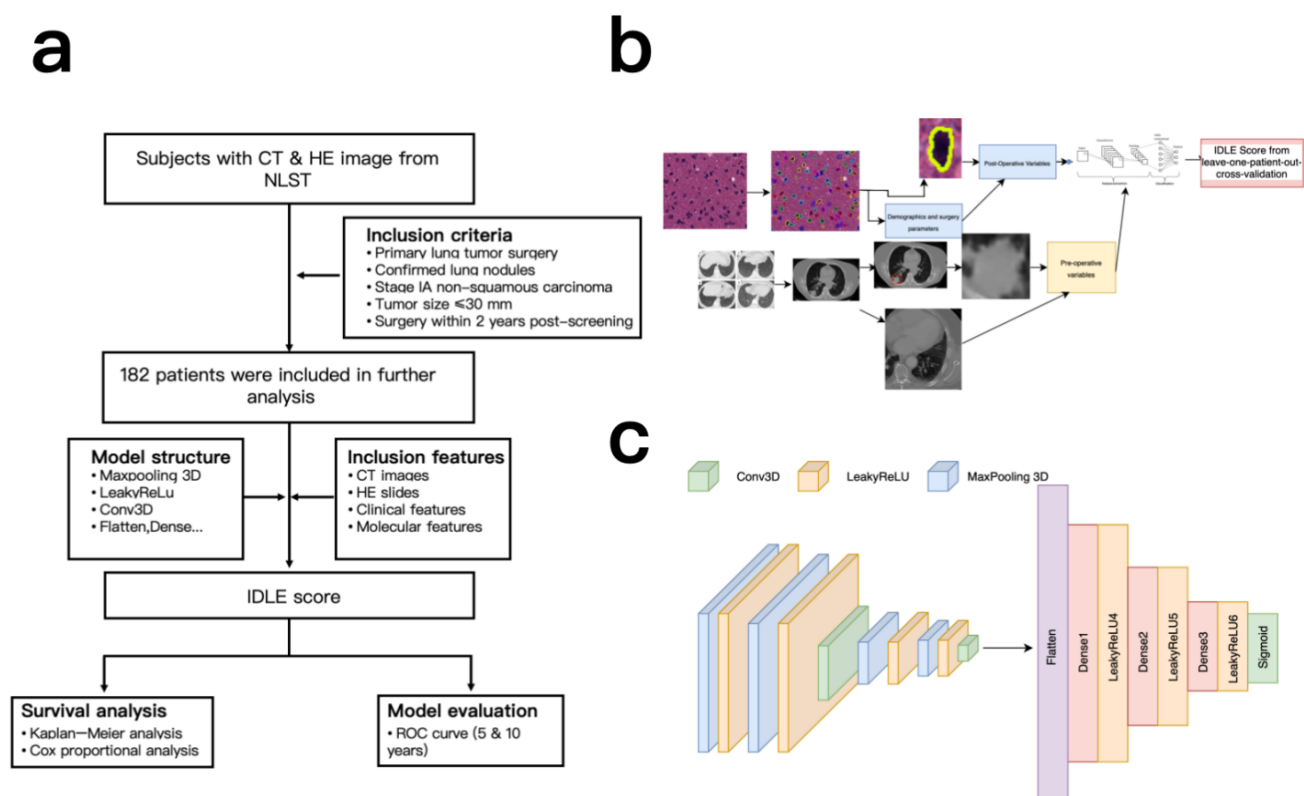 a
Subjects with CT & HE image from
NLST
Inclusion criteria
• Primary lung tumor surgery
• Confirmed lung nodules
• Stage IA non-squamous carcinoma
• Tumor size ≤30 mm
• Surgery within 2 years post-screening
182 patients were included in further
analysis
Model structure
• Maxpooling 3D
• LeakyReLu
• Conv3D
• Flatten,Dense...
Inclusion features
• CT images
• HE slides
• Clinical features
• Molecular features
IDLE score
Survival analysis
• Kaplan-Meier analysis
• Cox proportional analysis
Model evaluation
• ROC curve (5 & 10
years)
b
Post-Operative Variables
Demographics and surgery
parameters
Pre-operative
variables
IDLE Score from
leave-one-patient-out-
cross-validation
c
Conv3D
LeakyReLU
MaxPooling 3D
Flatten
Dense1
LeakyReLU4
Dense2
LeakyReLU5
Dense3
LeakyReLU6
Sigmoid